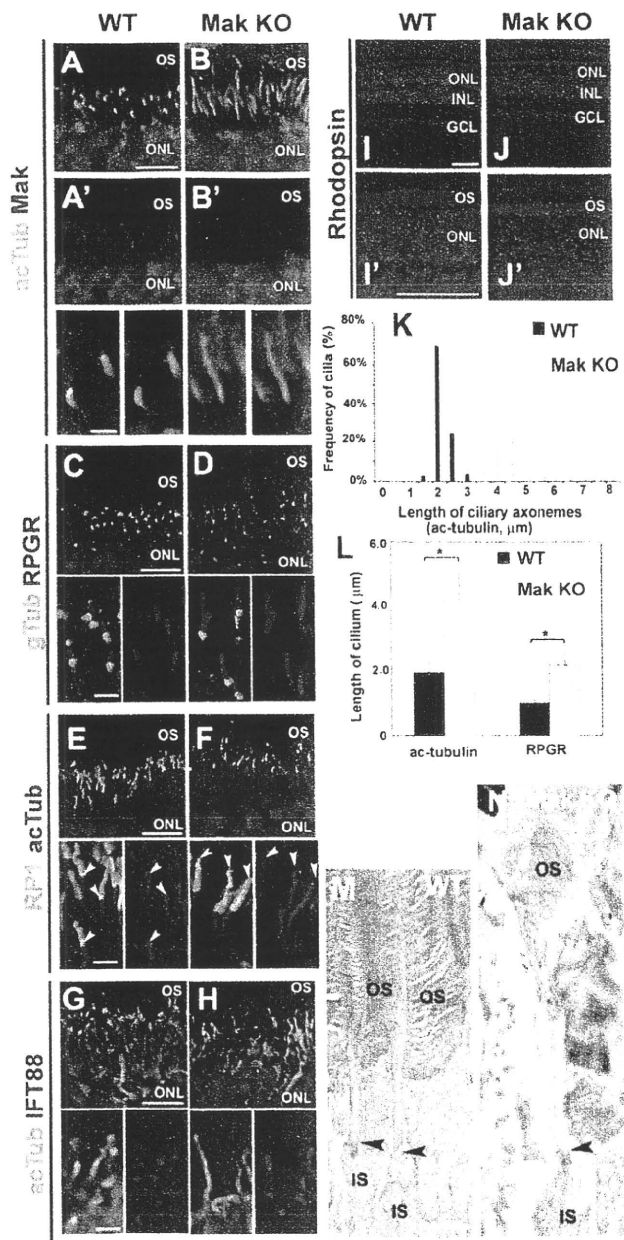 WT Mak KO
acTub Mak
A OS ONL
B OS ONL
A' OS ONL
B' OS ONL
gTub RPGR
C OS ONL
D OS ONL
RP1 acTub
E OS ONL
F OS ONL
acTub IFT88
G OS ONL
H OS ONL
WT Mak KO
Rhodopsin
I ONL INL GCL
J ONL INL GCL
I' OS ONL
J' OS ONL
K
WT
Mak KO
Frequency of cilia (%)
80%
60%
40%
20%
0%
0 1 2 3 4 5 6 7 8
Length of ciliary axonemes
(ac-tubulin, μm)
L
WT
Mak KO
Length of cilium (μm)
6.0
4.0
2.0
0
* *
ac-tubulin RPGR
M WT
OS OS
IS IS
N
OS
IS